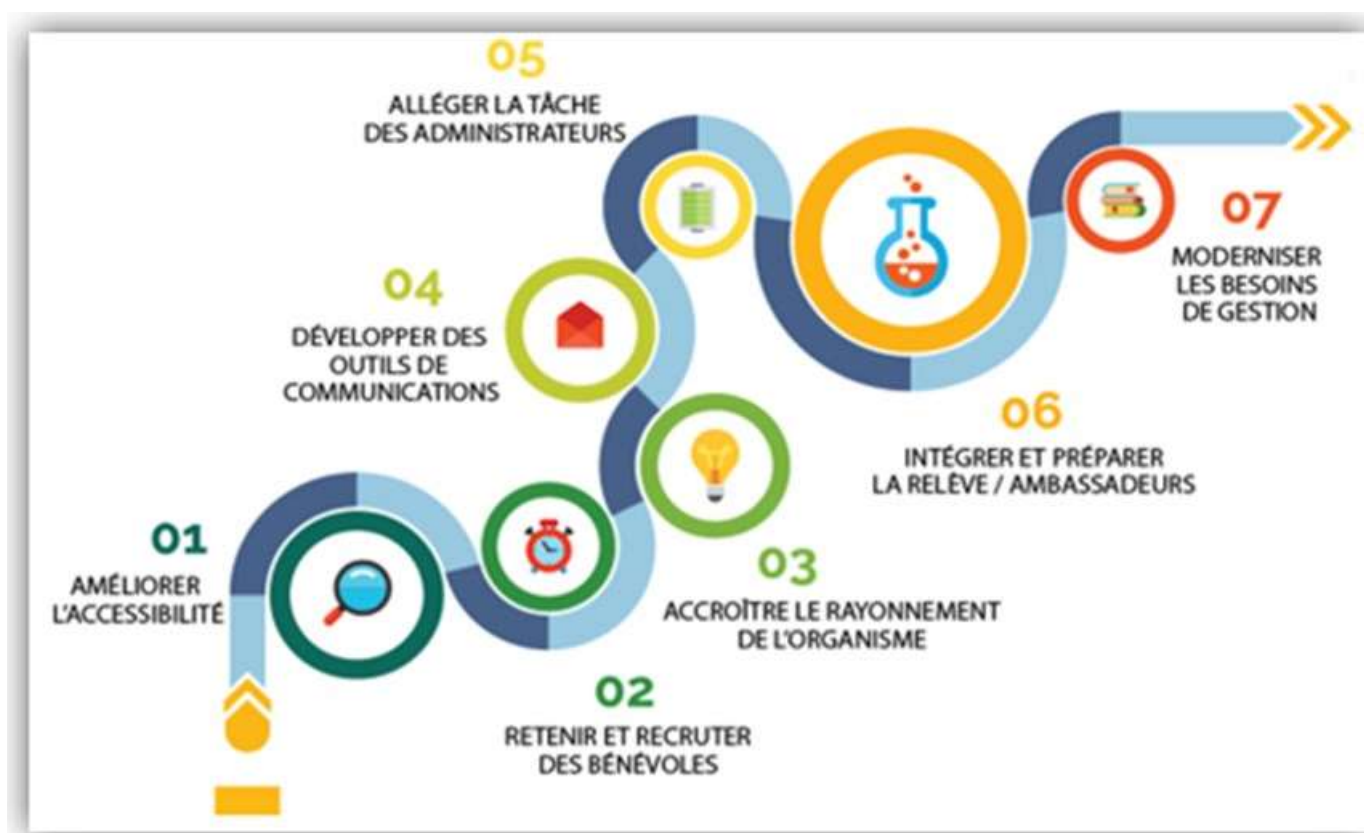 01
AMÉLIORER
L'ACCESSIBILITÉ
02
RETENIR ET RECRUTER
DES BÉNÉVOLES
03
ACCROÎTRE LE RAYONNEMENT
DE L'ORGANISME
04
DÉVELOPPER DES
OUTILS DE
COMMUNICATIONS
05
ALLÉGER LA TÂCHE
DES ADMINISTRATEURS
06
INTÉGRER ET PRÉPARER
LA RELÈVE / AMBASSADEURS
07
MODERNISER
LES BESOINS
DE GESTION